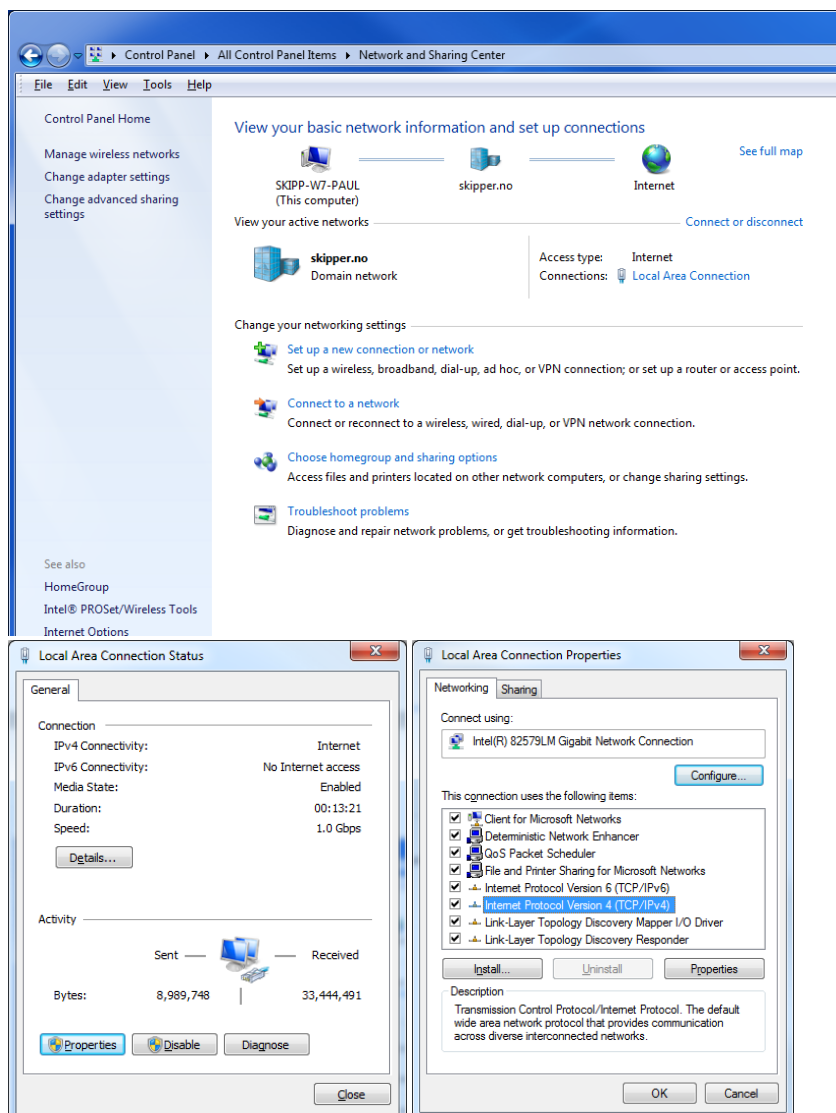 Control Panel ▸ All Control Panel Items ▸ Network and Sharing Center
File Edit View Tools Help
Control Panel Home
Manage wireless networks
Change adapter settings
Change advanced sharing
settings
See also
HomeGroup
Intel® PROSet/Wireless Tools
Internet Options
View your basic network information and set up connections
See full map
SKIPP-W7-PAUL
(This computer)
skipper.no
Internet
View your active networks
Connect or disconnect
skipper.no
Domain network
Access type: Internet
Connections: Local Area Connection
Change your networking settings
Set up a new connection or network
Set up a wireless, broadband, dial-up, ad hoc, or VPN connection; or set up a router or access point.
Connect to a network
Connect or reconnect to a wireless, wired, dial-up, or VPN network connection.
Choose homegroup and sharing options
Access files and printers located on other network computers, or change sharing settings.
Troubleshoot problems
Diagnose and repair network problems, or get troubleshooting information.
Local Area Connection Status
General
Connection
IPv4 Connectivity: Internet
IPv6 Connectivity: No Internet access
Media State: Enabled
Duration: 00:13:21
Speed: 1.0 Gbps
Details...
Activity
Sent Received
Bytes: 8,989,748 33,444,491
Properties Disable Diagnose
Close
Local Area Connection Properties
Networking Sharing
Connect using:
Intel(R) 82579LM Gigabit Network Connection
Configure...
This connection uses the following items:
Client for Microsoft Networks
Deterministic Network Enhancer
QoS Packet Scheduler
File and Printer Sharing for Microsoft Networks
Internet Protocol Version 6 (TCP/IPv6)
Internet Protocol Version 4 (TCP/IPv4)
Link-Layer Topology Discovery Mapper I/O Driver
Link-Layer Topology Discovery Responder
Install... Uninstall Properties
Description
Transmission Control Protocol/Internet Protocol. The default
wide area network protocol that provides communication
across diverse interconnected networks.
OK Cancel